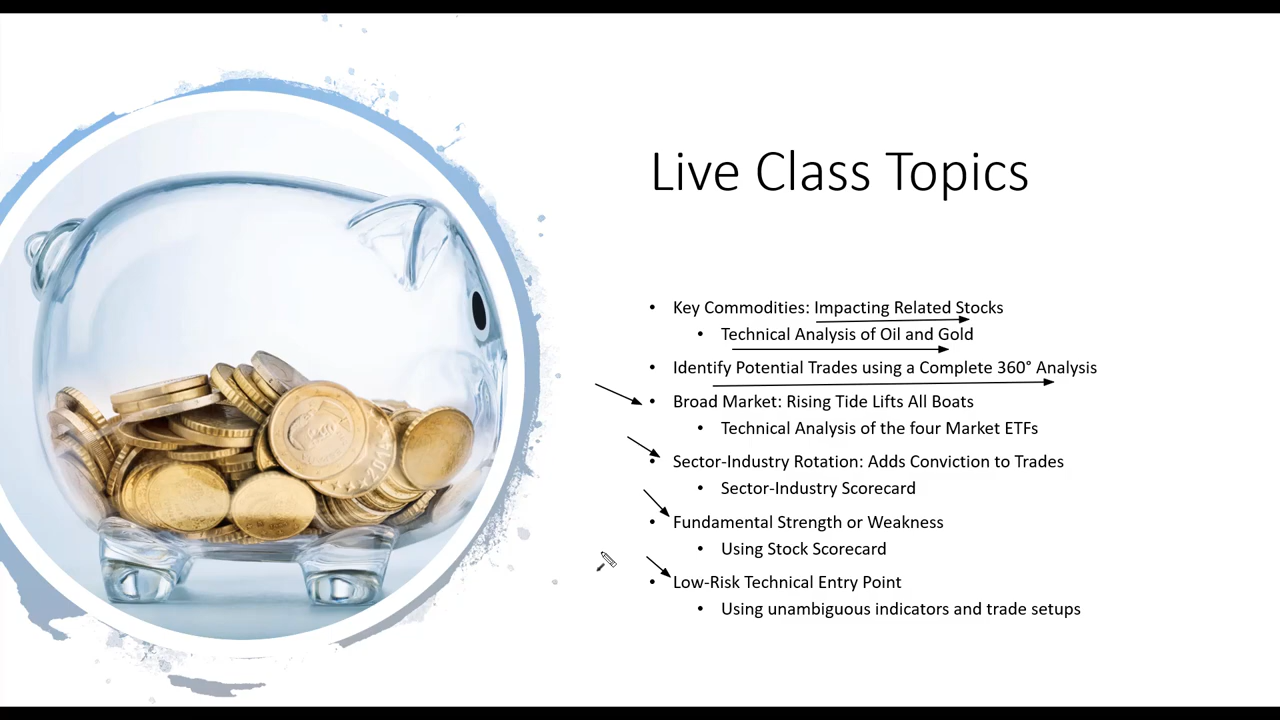 Live Class Topics
• Key Commodities: Impacting Related Stocks
• Technical Analysis of Oil and Gold
• Identify Potential Trades using a Complete 360° Analysis
• Broad Market: Rising Tide Lifts All Boats
• Technical Analysis of the four Market ETFs
• Sector-Industry Rotation: Adds Conviction to Trades
• Sector-Industry Scorecard
• Fundamental Strength or Weakness
• Using Stock Scorecard
• Low-Risk Technical Entry Point
• Using unambiguous indicators and trade setups
2014